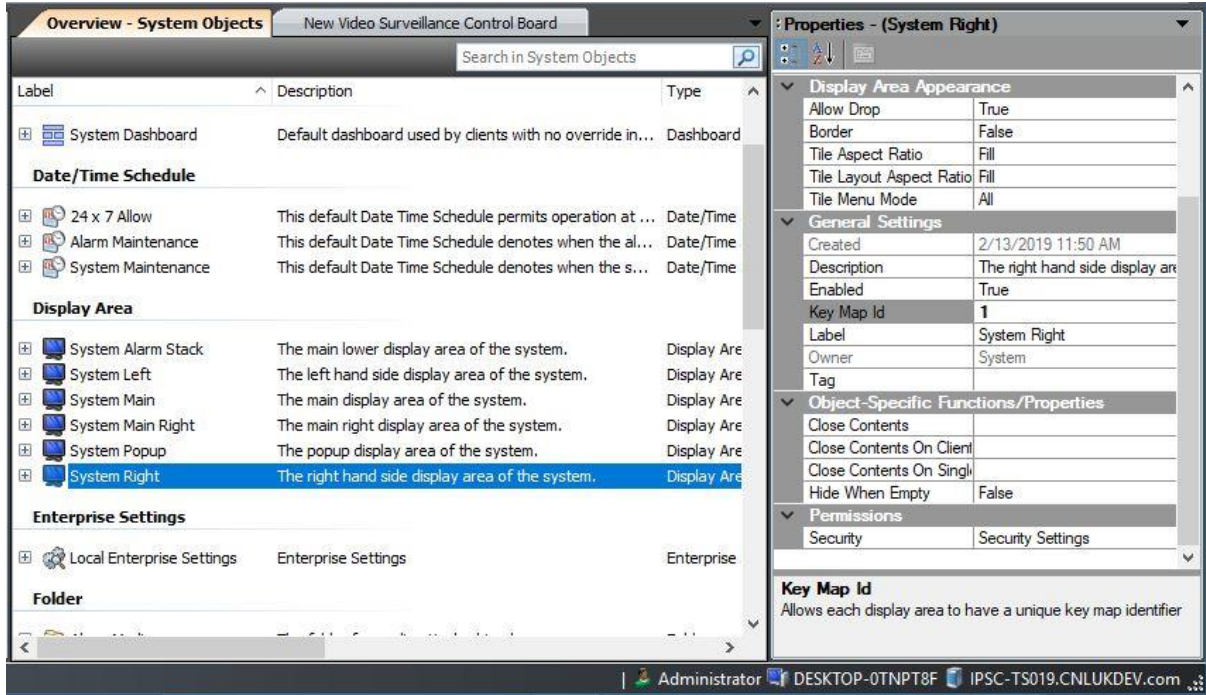 Overview - System Objects
New Video Surveillance Control Board
Search in System Objects
Label Description Type
System Dashboard Default dashboard used by clients with no override in... Dashboard
Date/Time Schedule
24 x 7 Allow This default Date Time Schedule permits operation at ... Date/Time
Alarm Maintenance This default Date Time Schedule denotes when the al... Date/Time
System Maintenance This default Date Time Schedule denotes when the s... Date/Time
Display Area
System Alarm Stack The main lower display area of the system. Display Are
System Left The left hand side display area of the system. Display Are
System Main The main display area of the system. Display Are
System Main Right The main right display area of the system. Display Are
System Popup The popup display area of the system. Display Are
System Right The right hand side display area of the system. Display Are
Enterprise Settings
Local Enterprise Settings Enterprise Settings Enterprise
Folder
Properties - (System Right)
Display Area Appearance
Allow Drop True
Border False
Tile Aspect Ratio Fill
Tile Layout Aspect Ratio Fill
Tile Menu Mode All
General Settings
Created 2/13/2019 11:50 AM
Description The right hand side display are
Enabled True
Key Map Id 1
Label System Right
Owner System
Tag
Object-Specific Functions/Properties
Close Contents
Close Contents On Client
Close Contents On Singl
Hide When Empty False
Permissions
Security Security Settings
Key Map Id
Allows each display area to have a unique key map identifier
| Administrator DESKTOP-0TNPT8F IPSC-TS019.CNLUKDEV.com